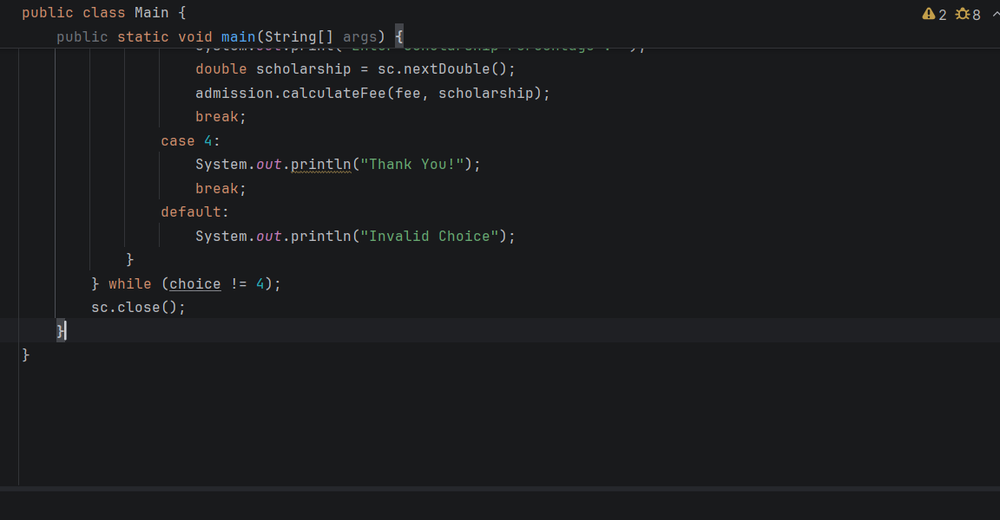 public class Main {
public static void main(String[] args) {
double scholarship = sc.nextDouble();
admission.calculateFee(fee, scholarship);
break;
case 4:
System.out.println("Thank You!");
break;
default:
System.out.println("Invalid Choice");
}
} while (choice != 4);
sc.close();
}
}
2 8